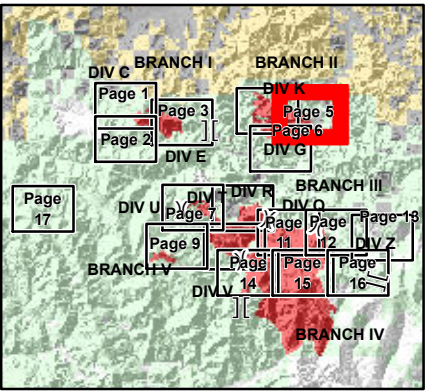 BRANCH I
BRANCH II
DIV C
DIV K
Page 1
Page 3
Page 5
Page 6
Page 2
DIV G
DIV E
BRANCH III
Page 17
DIV R
DIV U
Page 7
DIV Q
Page 11
Page 12
Page 13
Page 9
DIV Z
BRANCH V
Page 14
Page 15
Page 16
DIV V
BRANCH IV